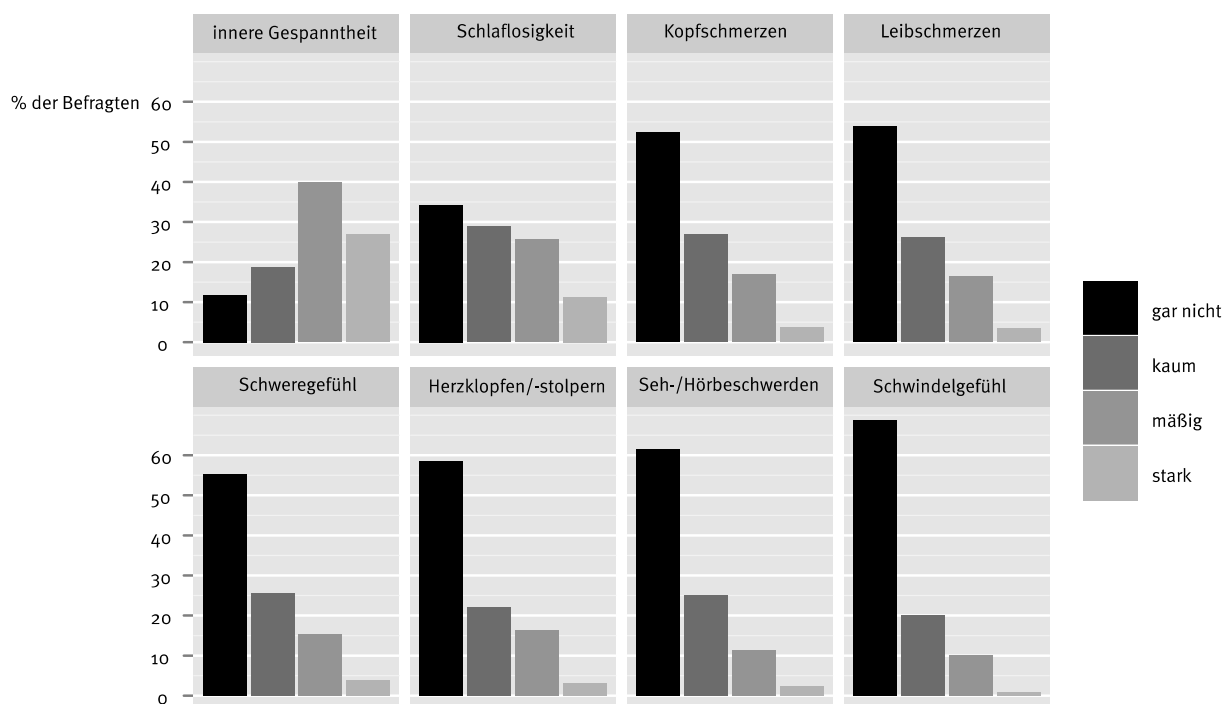 innere Gespanntheit
Schlaflosigkeit
Kopfschmerzen
Leibschmerzen
% der Befragten
60
50
40
30
20
10
0
Schweregefühl
Herzklopfen/-stolpern
Seh-/Hörbeschwerden
Schwindelgefühl
60
50
40
30
20
10
0
gar nicht
kaum
mäßig
stark